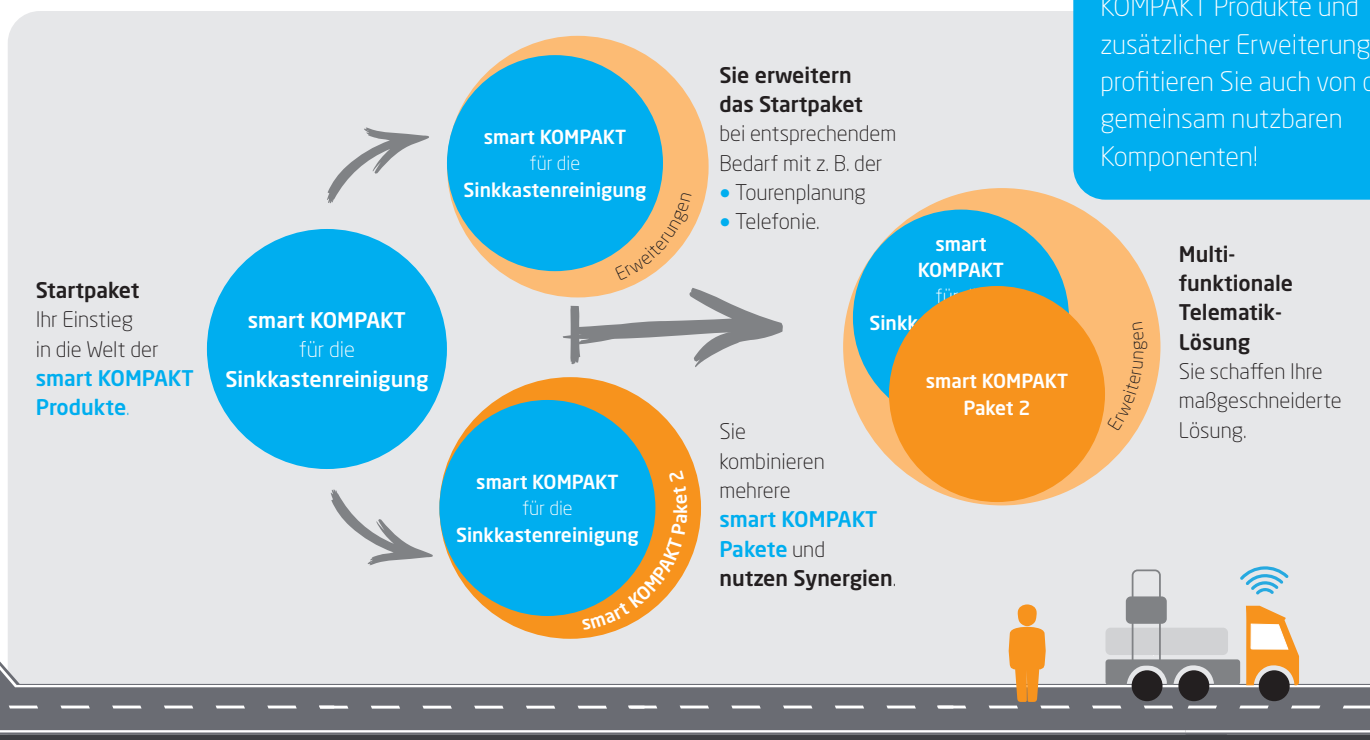 KOMPAKT Produkte und
zusätzlicher Erweiterung
profitieren Sie auch von
gemeinsam nutzbaren
Komponenten!
Startpaket
Ihr Einstieg
in die Welt der
smart KOMPAKT
Produkte.
smart KOMPAKT
für die
Sinkkastenreinigung
smart KOMPAKT
für die
Sinkkastenreinigung
Erweiterungen
Sie erweitern
das Startpaket
bei entsprechendem
Bedarf mit z. B. der
• Tourenplanung
• Telefonie.
smart KOMPAKT
für die
Sinkkastenreinigung
smart KOMPAKT Paket 2
Sie
kombinieren
mehrere
smart KOMPAKT
Pakete und
nutzen Synergien.
smart
KOMPAKT
smart KOMPAKT
Paket 2
Erweiterungen
Multi-
funktionale
Telematik-
Lösung
Sie schaffen Ihre
maßgeschneiderte
Lösung.